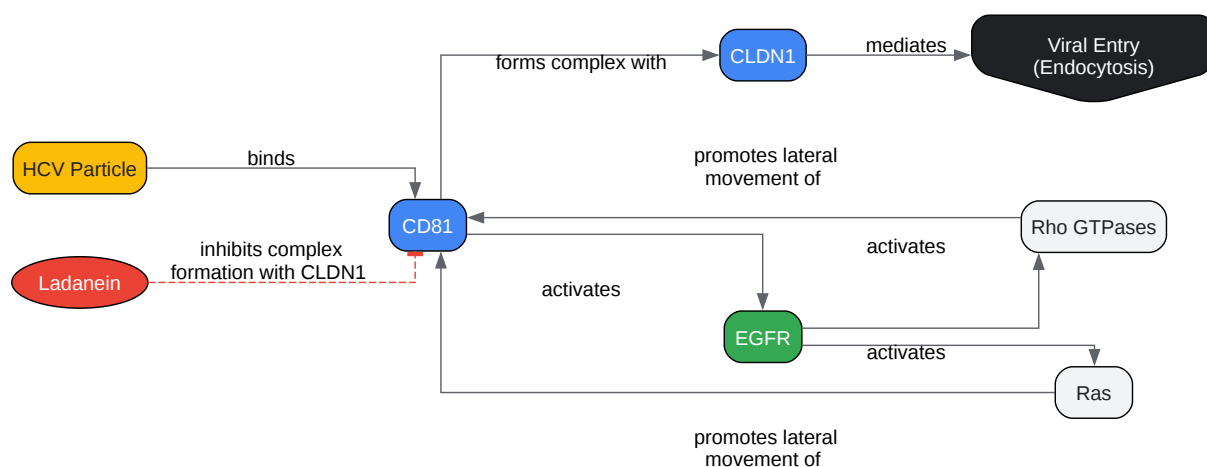 CLDN1
mediates
Viral Entry
(Endocytosis)
forms complex with
HCV Particle
binds
promotes lateral
movement of
CD81
Rho GTPases
inhibits complex
formation with CLDN1
activates
Ladanein
activates
EGFR
activates
Ras
promotes lateral
movement of